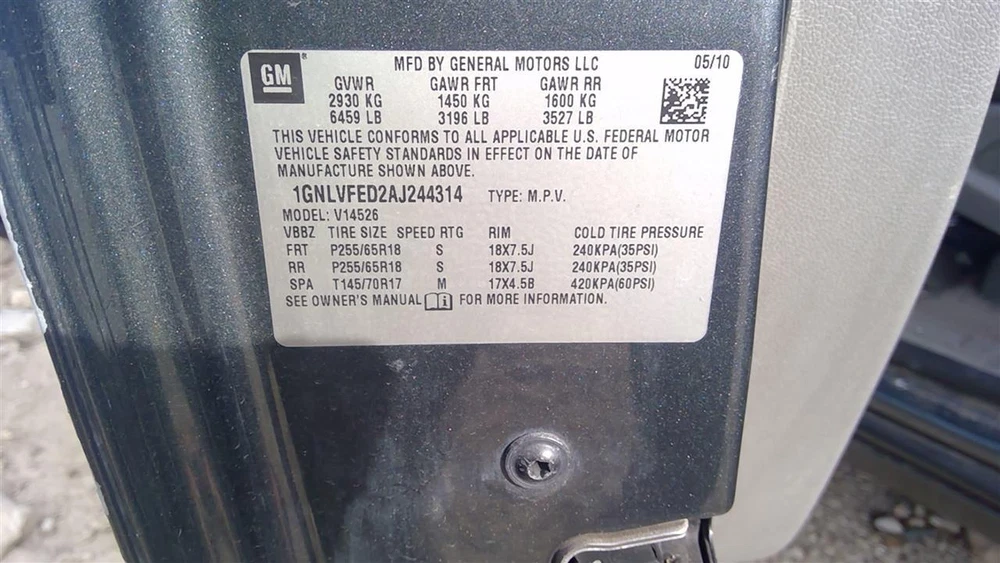 GM
®
MFD BY GENERAL MOTORS LLC 05/10
GVWR GAWR FRT GAWR RR
2930 KG 1450 KG 1600 KG
6459 LB 3196 LB 3527 LB
THIS VEHICLE CONFORMS TO ALL APPLICABLE U.S. FEDERAL MOTOR
VEHICLE SAFETY STANDARDS IN EFFECT ON THE DATE OF
MANUFACTURE SHOWN ABOVE.
1GNLVFED2AJ244314 TYPE: M.P.V.
MODEL: V14526
VBBZ TIRE SIZE SPEED RTG RIM COLD TIRE PRESSURE
FRT P255/65R18 S 18X7.5J 240KPA(35PSI)
RR P255/65R18 S 18X7.5J 240KPA(35PSI)
SPA T145/70R17 M 17X4.5B 420KPA(60PSI)
SEE OWNER'S MANUAL i FOR MORE INFORMATION.